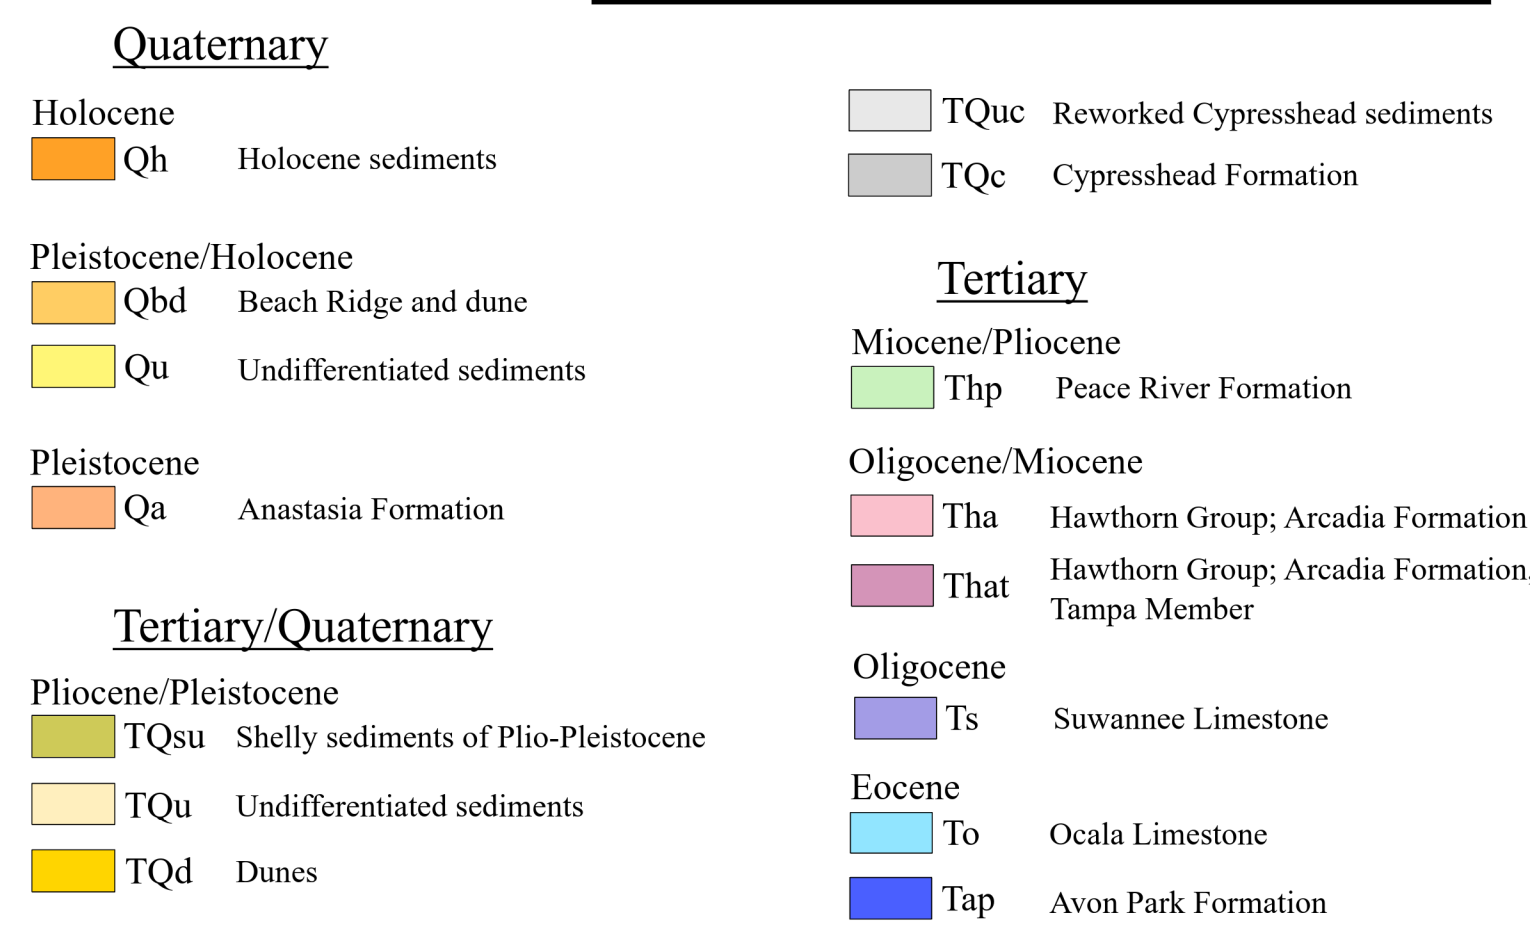 Quaternary
Holocene
Qh Holocene sediments
Pleistocene/Holocene
Qbd Beach Ridge and dune
Qu Undifferentiated sediments
Pleistocene
Qa Anastasia Formation
Tertiary/Quaternary
Pliocene/Pleistocene
TQsu Shelly sediments of Plio-Pleistocene
TQu Undifferentiated sediments
TQd Dunes
TQuc Reworked Cypresshead sediments
TQc Cypresshead Formation
Tertiary
Miocene/Pliocene
Thp Peace River Formation
Oligocene/Miocene
Tha Hawthorn Group; Arcadia Formation
That Hawthorn Group; Arcadia Formation,
Tampa Member
Oligocene
Ts Suwannee Limestone
Eocene
To Ocala Limestone
Tap Avon Park Formation